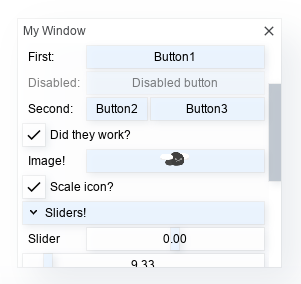 My Window
First: Button1
Disabled: Disabled button
Second: Button2 Button3
Did they work?
Image!
Scale icon?
Sliders!
Slider 0.00
9.33